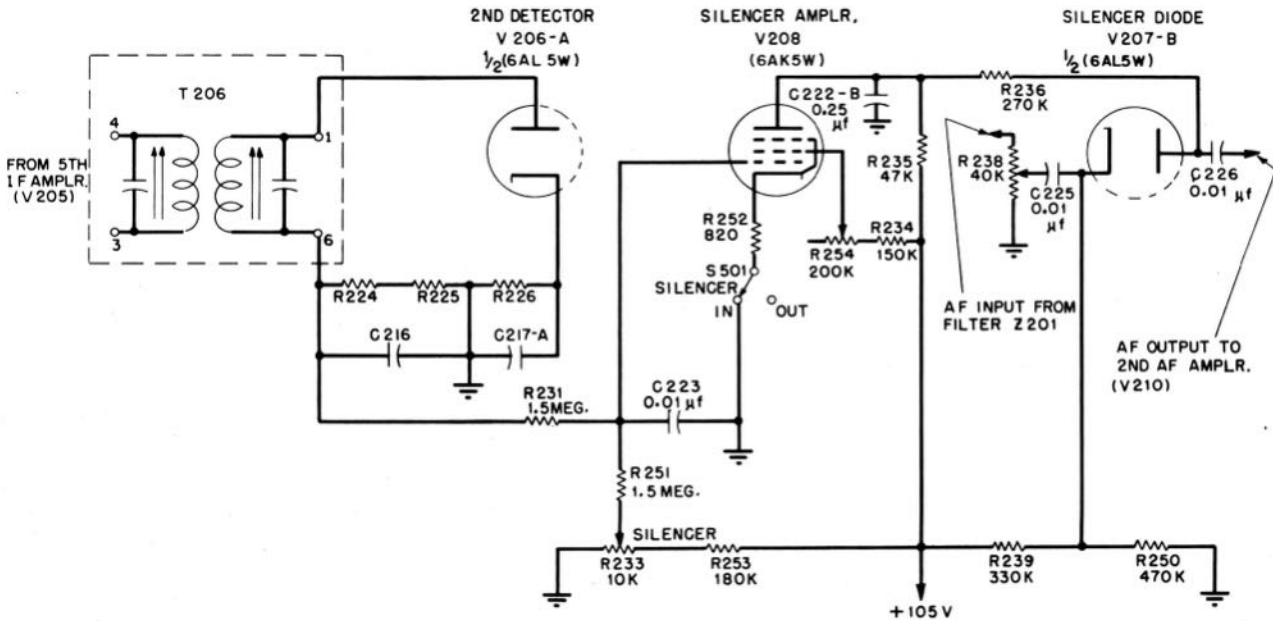 2ND DETECTOR
V 206-A
½(6AL 5W)
SILENCER AMPLR.
V208
(6AK5W)
SILENCER DIODE
V207-B
½(6AL5W)
T 206
4
3
1
6
FROM 5TH
I F AMPLR.
(V205)
C222-B
0.25
μf
R236
270 K
R235
47K
R238
40K
C225
0.01
μf
C226
0.01 μf
R252
820
R254
200K
R234
150K
S501
SILENCER
IN
OUT
R224
R225
R226
C216
C217-A
AF INPUT FROM
FILTER Z201
AF OUTPUT TO
2ND AF AMPLR.
(V210)
R231
1.5MEG.
C223
0.01 μf
R251
1.5 MEG.
SILENCER
R233
10K
R253
180K
R239
330K
R250
470K
+105V